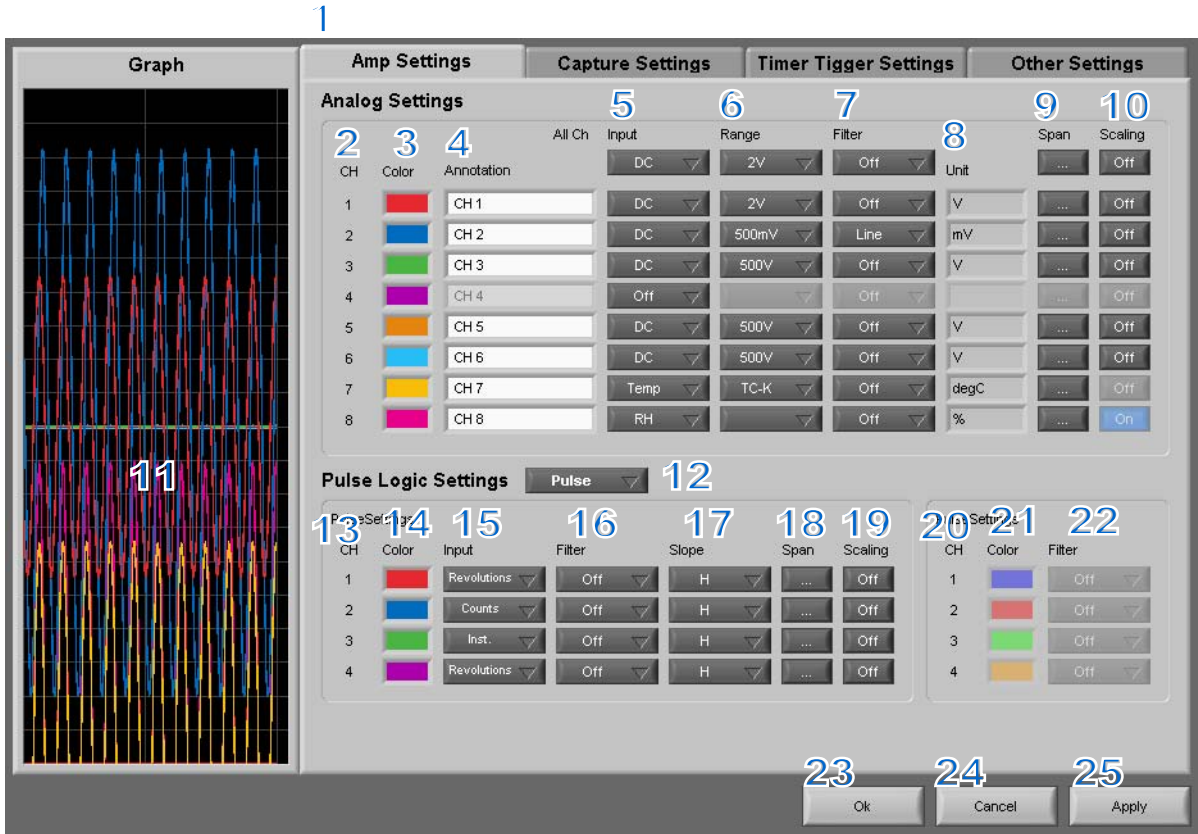 1
Graph
Amp Settings Capture Settings Timer Tigger Settings Other Settings
Analog Settings
5 6 7 9 10
2 3 4 All Ch Input Range Filter 8 Span Scaling
CH Color Annotation DC 2V Off Unit ... Off
1 CH 1 DC 2V Off V ... Off
2 CH 2 DC 500mV Line mV ... Off
3 CH 3 DC 500V Off V ... Off
4 CH 4 Off Off ... Off
5 CH 5 DC 500V Off V ... Off
6 CH 6 DC 500V Off V ... Off
7 CH 7 Temp TC-K Off degC ... Off
8 CH 8 RH Off % ... On
11
Pulse Logic Settings Pulse 12
13 14 15 16 17 18 19 20 21 22
CH Color Input Filter Slope Span Scaling CH Color Filter
1 Revolutions Off H ... Off 1 Off
2 Counts Off H ... Off 2 Off
3 Inst. Off H ... Off 3 Off
4 Revolutions Off H ... Off 4 Off
23 24 25
Ok Cancel Apply